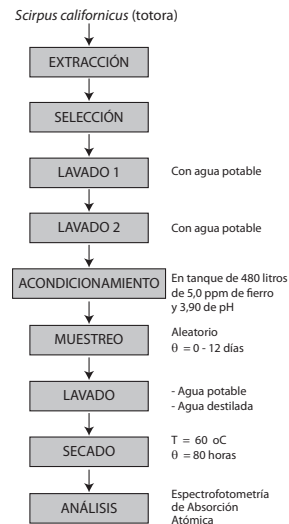 Scirpus californicus (totora)
EXTRACCIÓN
SELECCIÓN
LAVADO 1
Con agua potable
LAVADO 2
Con agua potable
ACONDICIONAMIENTO
En tanque de 480 litros
de 5,0 ppm de fierro
y 3,90 de pH
MUESTREO
Aleatorio
θ = 0 - 12 días
LAVADO
- Agua potable
- Agua destilada
SECADO
T = 60 oC
θ = 80 horas
ANÁLISIS
Espectrofotometría
de Absorción
Atómica